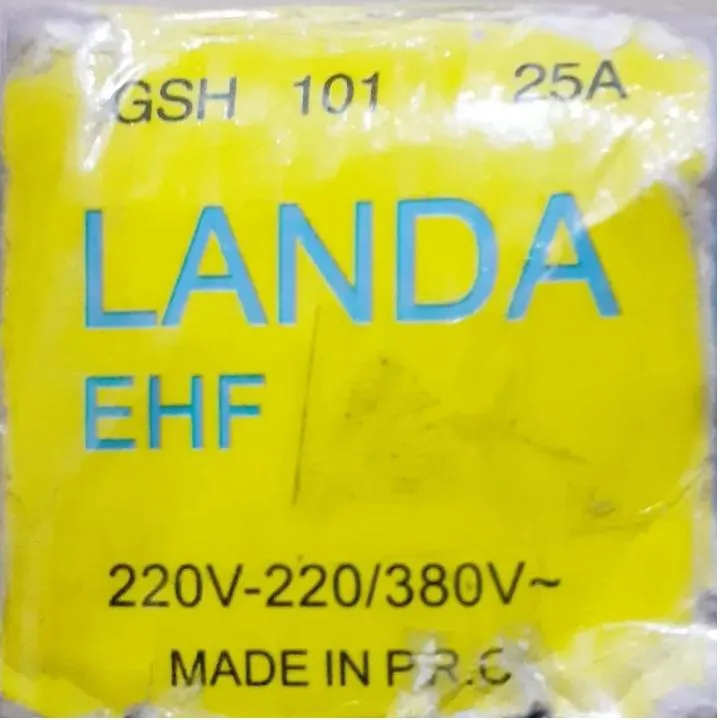 GSH 101 25A
LANDA
EHF
220V-220/380V~
MADE IN P.R.C